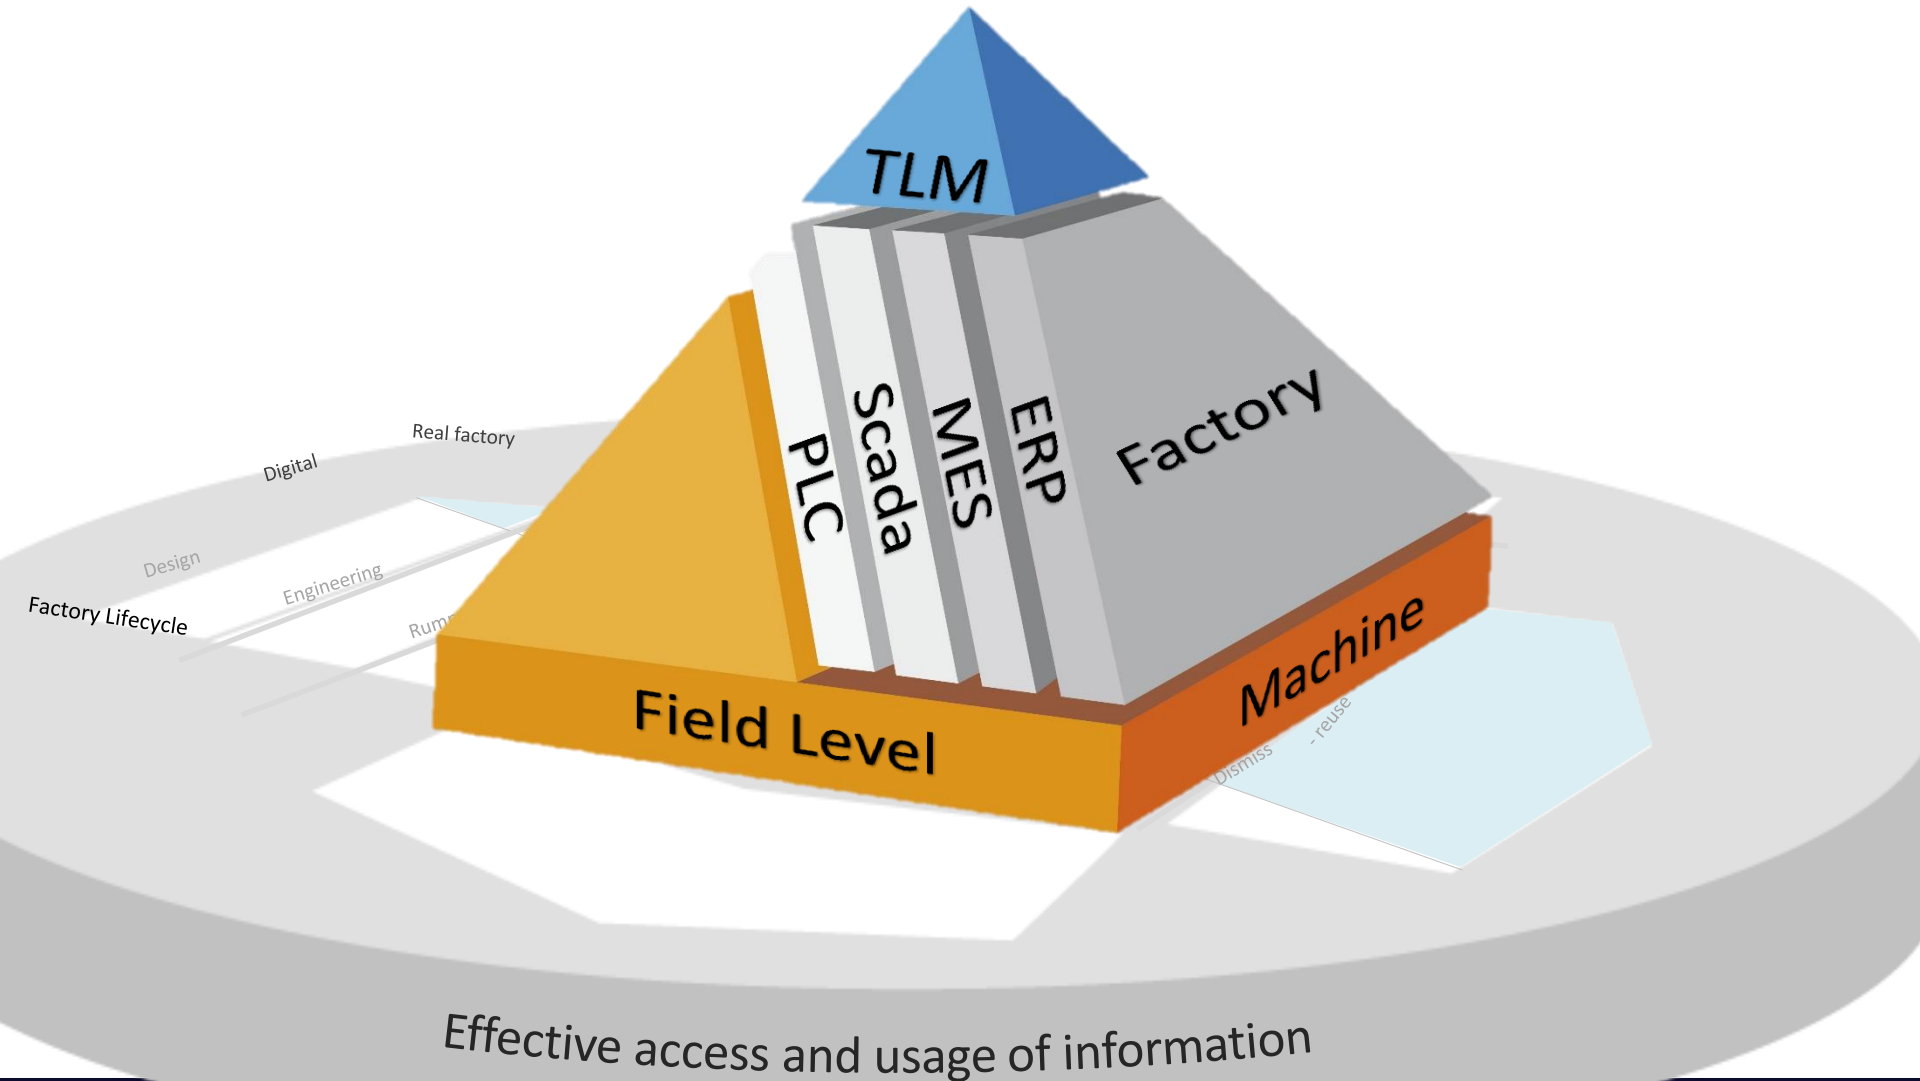 TLM
PLC
Scada
MES
ERP
Factory
Real factory
Digital
Design
Engineering
Factory Lifecycle
Machine
Field Level
- reuse
Dismiss
Effective access and usage of information